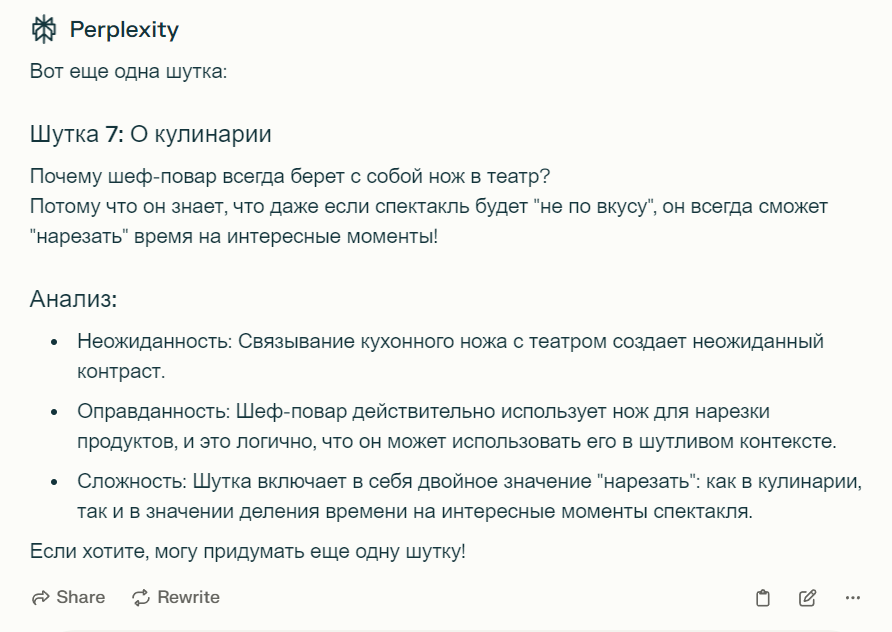 Perplexity
Вот еще одна шутка:
Шутка 7: О кулинарии
Почему шеф-повар всегда берет с собой нож в театр?
Потому что он знает, что даже если спектакль будет "не по вкусу", он всегда сможет
"нарезать" время на интересные моменты!
Анализ:
• Неожиданность: Связывание кухонного ножа с театром создает неожиданный
контраст.
• Оправданность: Шеф-повар действительно использует нож для нарезки
продуктов, и это логично, что он может использовать его в шутливом контексте.
• Сложность: Шутка включает в себя двойное значение "нарезать": как в кулинарии,
так и в значении деления времени на интересные моменты спектакля.
Если хотите, могу придумать еще одну шутку!
Share Rewrite